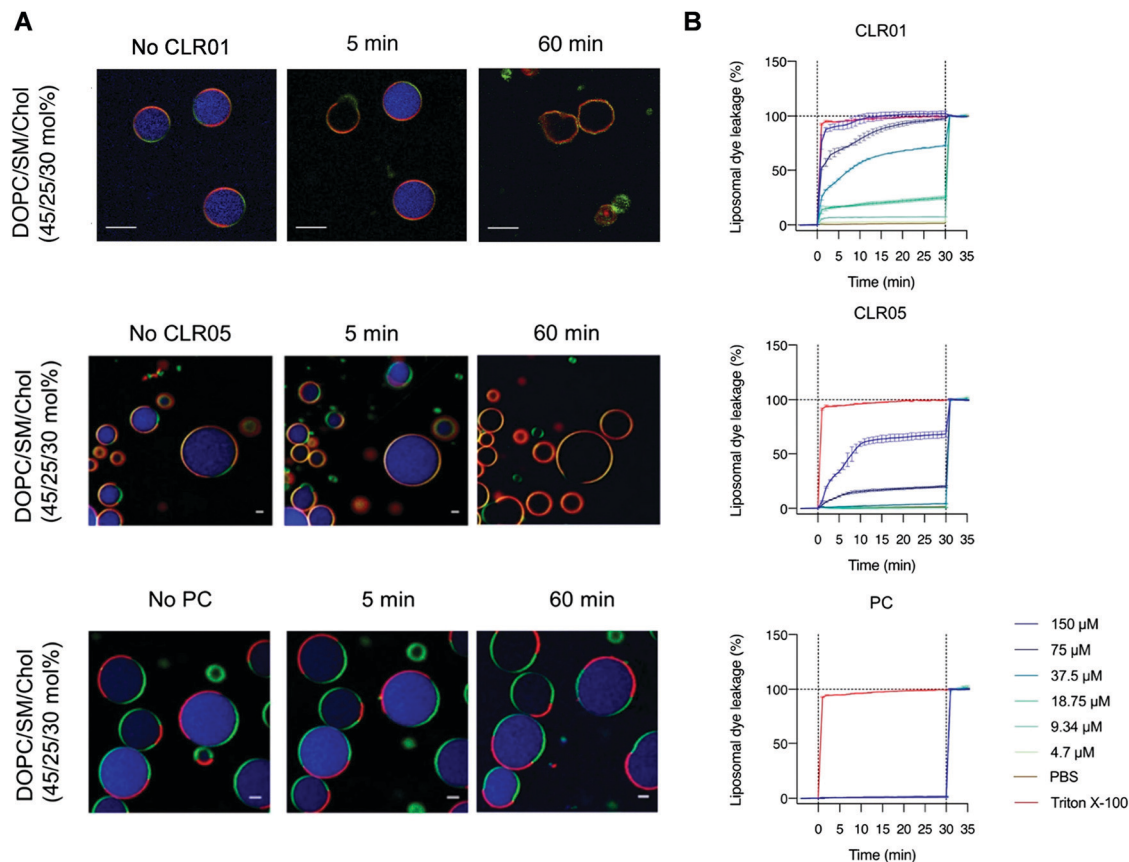 A
No CLR01
5 min
60 min
DOPC/SM/Chol
(45/25/30 mol%)
No CLR05
5 min
60 min
DOPC/SM/Chol
(45/25/30 mol%)
No PC
5 min
60 min
DOPC/SM/Chol
(45/25/30 mol%)
B
CLR01
Liposomal dye leakage (%)
150
100
50
0
0 5 10 15 20 25 30 35
Time (min)
CLR05
Liposomal dye leakage (%)
150
100
50
0
0 5 10 15 20 25 30 35
Time (min)
PC
Liposomal dye leakage (%)
150
100
50
0
0 5 10 15 20 25 30 35
Time (min)
150 µM
75 µM
37.5 µM
18.75 µM
9.34 µM
4.7 µM
PBS
Triton X-100